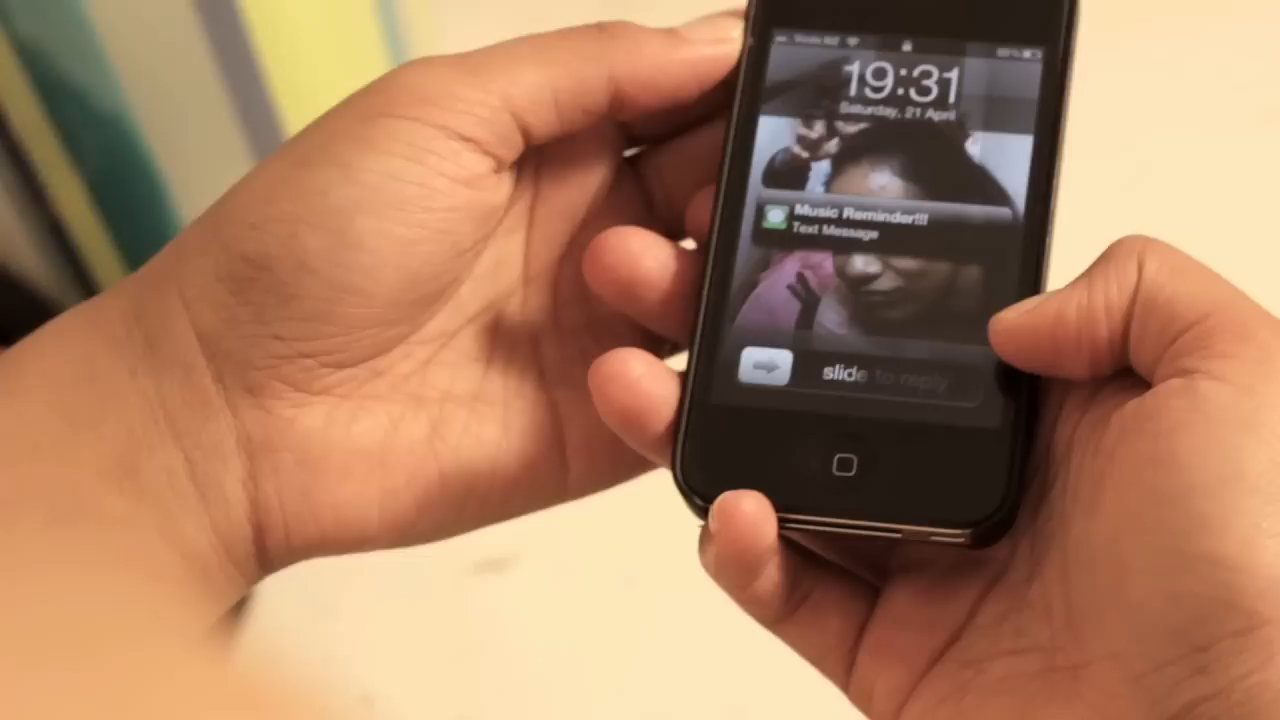 19:31
Saturday, 21 April
Music Reminder!!!
Text Message
slide to reply